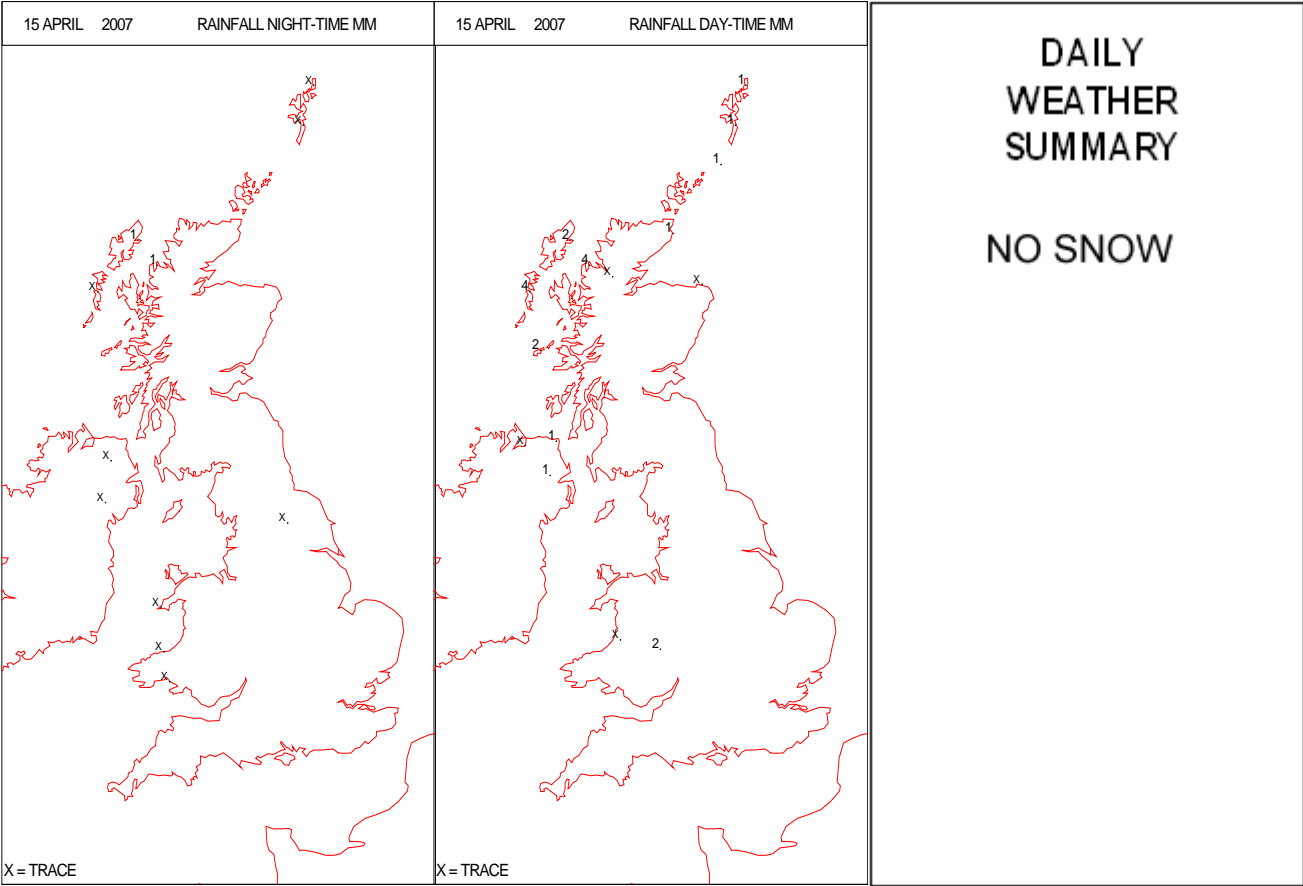 15 APRIL 2007 RAINFALL NIGHT-TIME MM
X.
X.
1.
1
X
X.
X.
X.
X
X.
X.
X = TRACE
15 APRIL 2007 RAINFALL DAY-TIME MM
1.
1.
1.
1
2.
4
X.
X.
4
2.
X
1.
1.
X.
2.
X = TRACE
DAILY
WEATHER
SUMMARY
NO SNOW